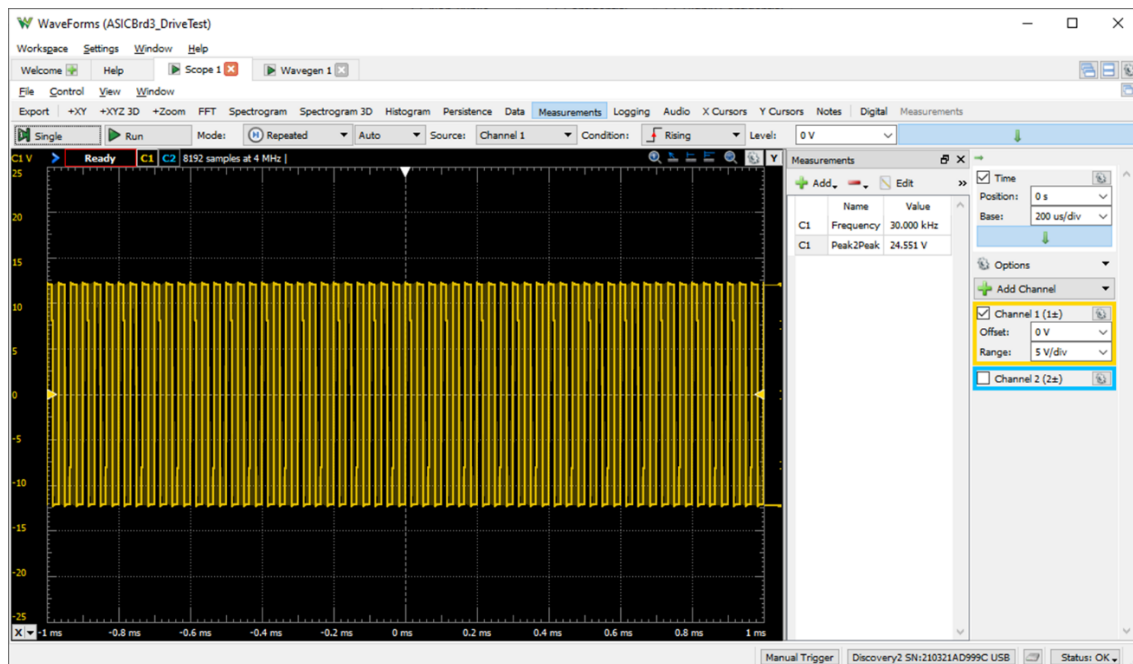 WaveForms (ASICBrd3_DriveTest)
Workspace Settings Window Help
Welcome Help Scope 1 Wavegen 1
File Control View Window
Export +XY +XYZ 3D +Zoom FFT Spectrogram Spectrogram 3D Histogram Persistence Data Measurements Logging Audio X Cursors Y Cursors Notes Digital Measurements
Single Run Mode: Repeated Auto Source: Channel 1 Condition: Rising Level: 0 V
C1 V Ready C1 C2 8192 samples at 4 MHz | Y
25
20
15
10
5
0
-5
-10
-15
-20
-25
X -1 ms -0.8 ms -0.6 ms -0.4 ms -0.2 ms 0 ms 0.2 ms 0.4 ms 0.6 ms 0.8 ms 1 ms
Measurements
Add Edit »
Name Value
C1 Frequency 30.000 kHz
C1 Peak2Peak 24.551 V
Time
Position: 0 s
Base: 200 us/div
Options
Add Channel
Channel 1 (1±)
Offset: 0 V
Range: 5 V/div
Channel 2 (2±)
Manual Trigger Discovery2 SN:210321AD999C USB Status: OK